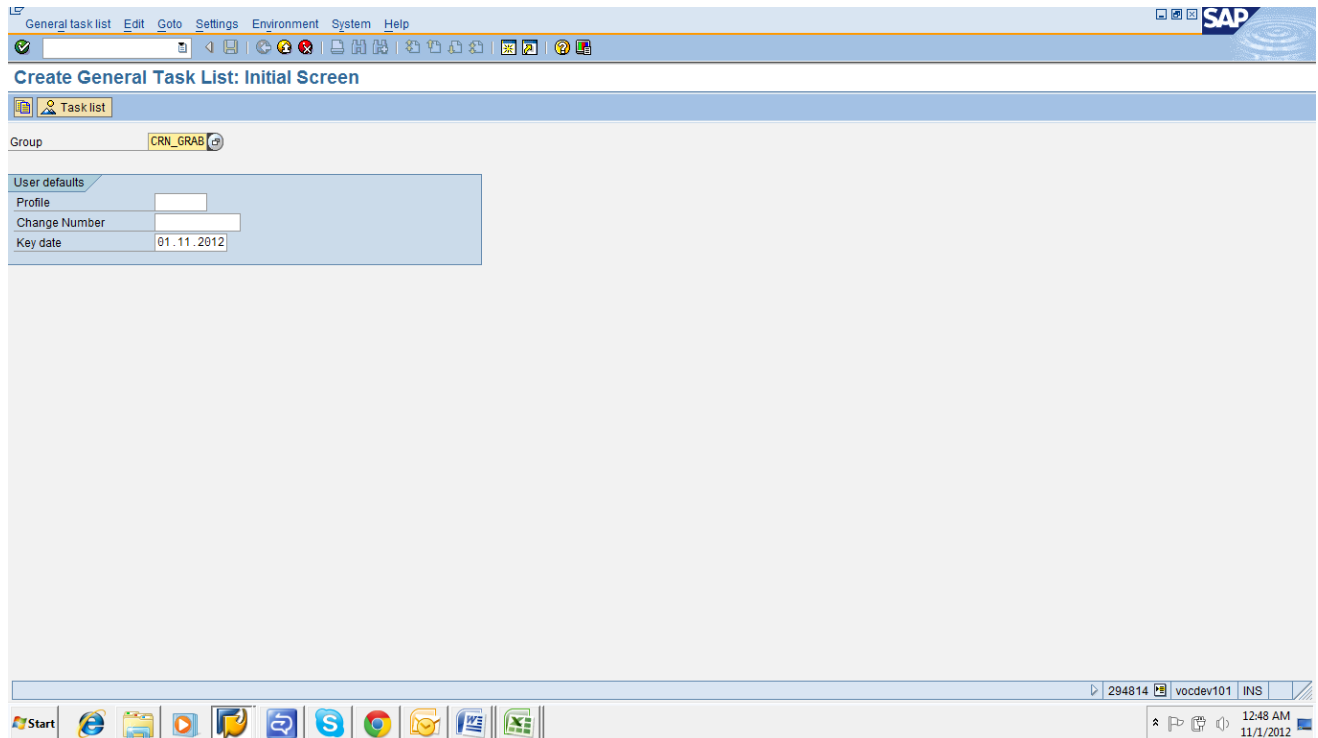 General task list Edit Goto Settings Environment System Help
SAP
Create General Task List: Initial Screen
Task list
Group CRN_GRAB
User defaults
Profile
Change Number
Key date 01.11.2012
294814 vocdev101 INS
Start
12:48 AM
11/1/2012